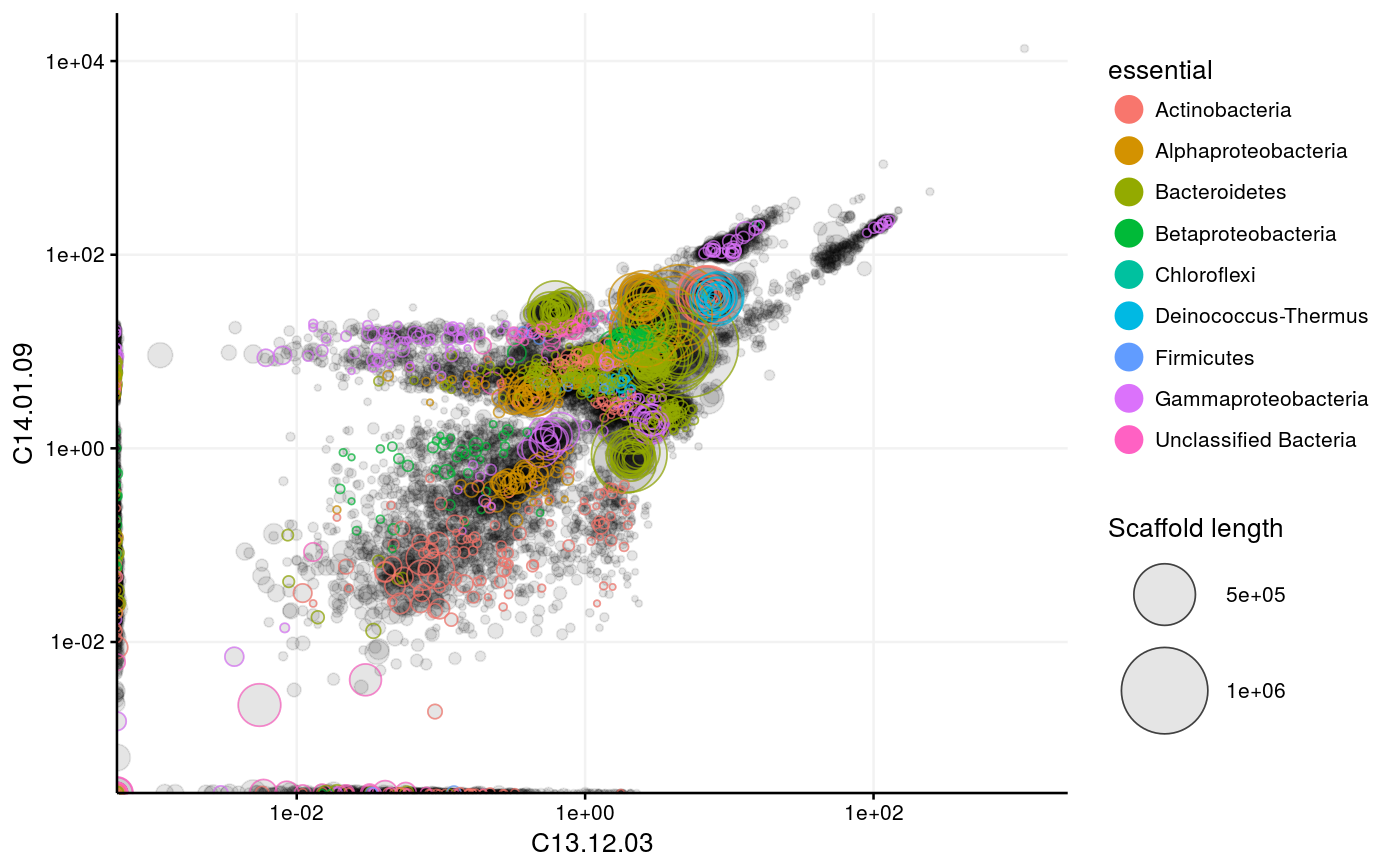 1e+04
1e+02
1e+00
1e-02
C14.01.09
1e-02
1e+00
1e+02
C13.12.03
essential
Actinobacteria
Alphaproteobacteria
Bacteroidetes
Betaproteobacteria
Chloroflexi
Deinococcus-Thermus
Firmicutes
Gammaproteobacteria
Unclassified Bacteria
Scaffold length
5e+05
1e+06